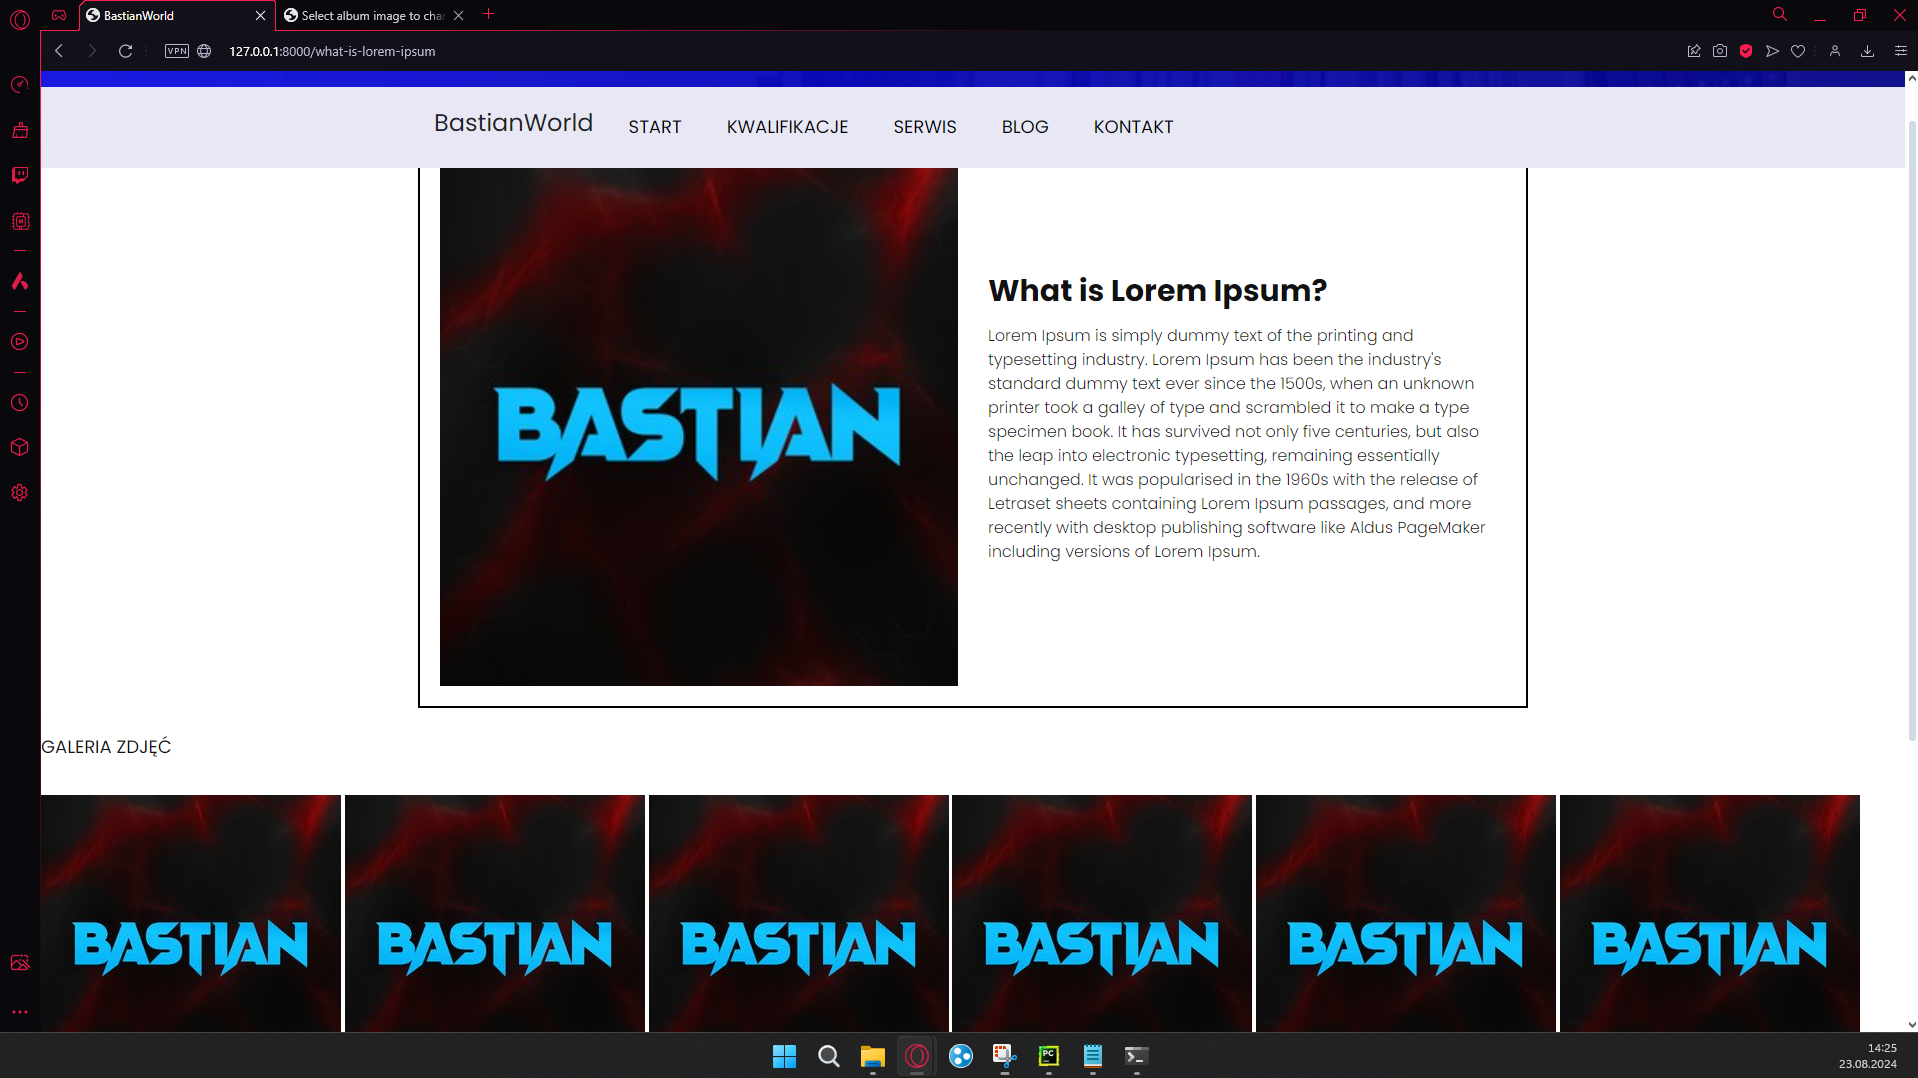 BastianWorld
Select album image to char
VPN
127.0.0.1:8000/what-is-lorem-ipsum
BastianWorld
START
KWALIFIKACJE
SERWIS
BLOG
KONTAKT
BASTIAN
What is Lorem Ipsum?
Lorem Ipsum is simply dummy text of the printing and
typesetting industry. Lorem Ipsum has been the industry's
standard dummy text ever since the 1500s, when an unknown
printer took a galley of type and scrambled it to make a type
specimen book. It has survived not only five centuries, but also
the leap into electronic typesetting, remaining essentially
unchanged. It was popularised in the 1960s with the release of
Letraset sheets containing Lorem Ipsum passages, and more
recently with desktop publishing software like Aldus PageMaker
including versions of Lorem Ipsum.
GALERIA ZDJĘĆ
BASTIAN
BASTIAN
BASTIAN
BASTIAN
BASTIAN
BASTIAN
PC
14:25
23.08.2024